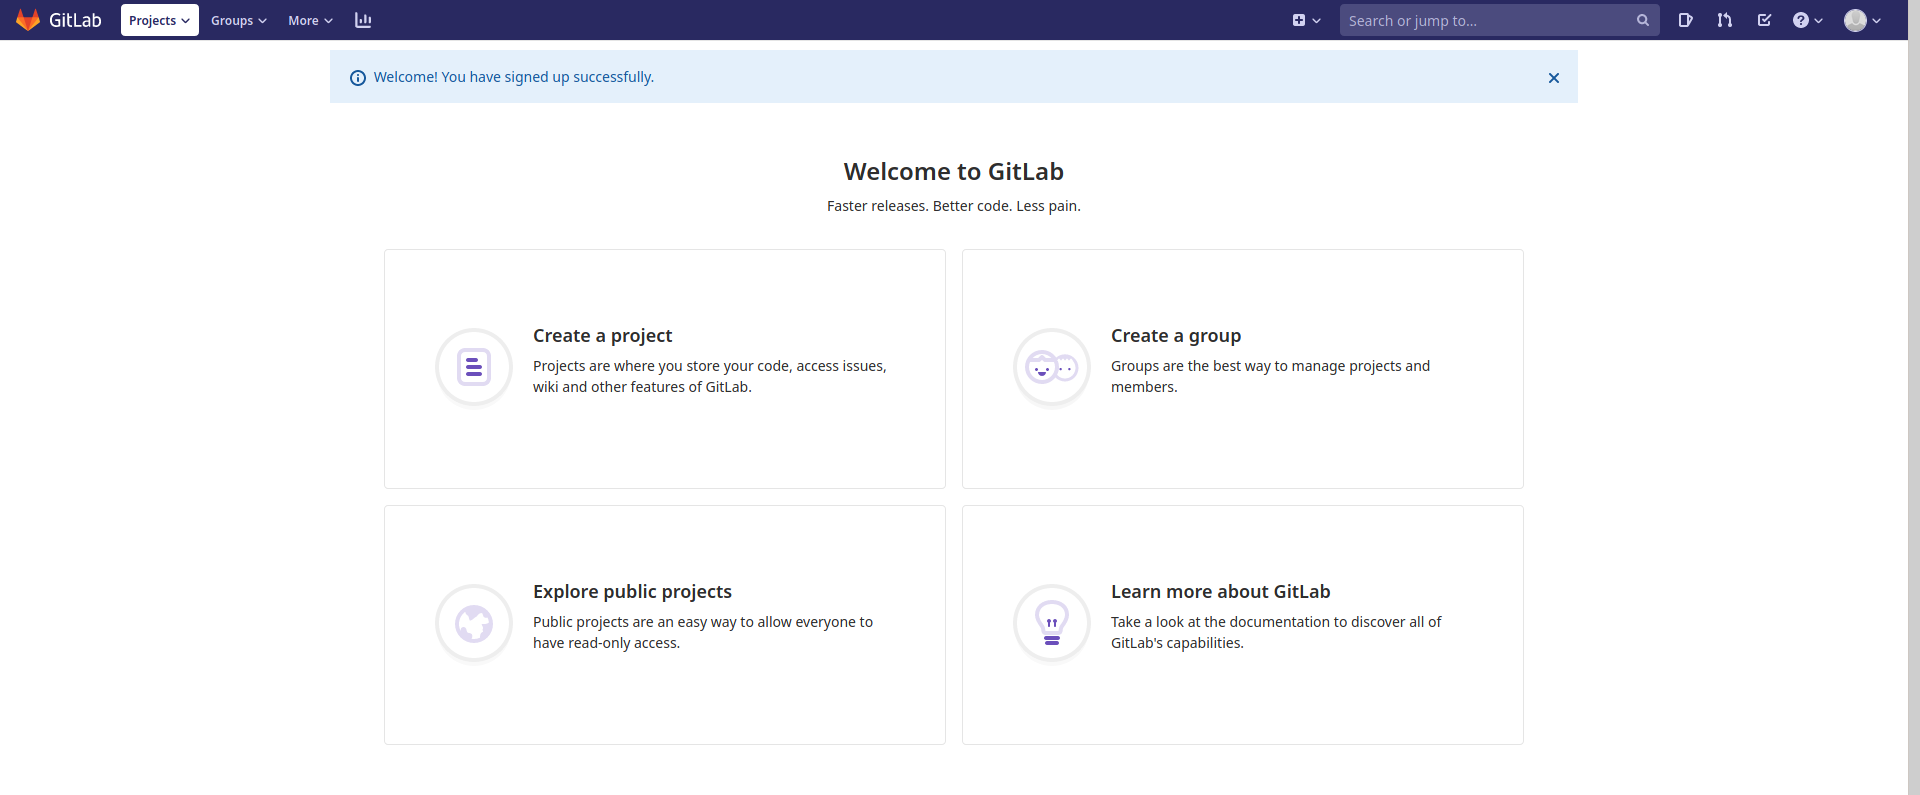 GitLab Projects Groups More Search or jump to...
Welcome! You have signed up successfully.
Welcome to GitLab
Faster releases. Better code. Less pain.
Create a project
Projects are where you store your code, access issues,
wiki and other features of GitLab.
Create a group
Groups are the best way to manage projects and
members.
Explore public projects
Public projects are an easy way to allow everyone to
have read-only access.
Learn more about GitLab
Take a look at the documentation to discover all of
GitLab's capabilities.